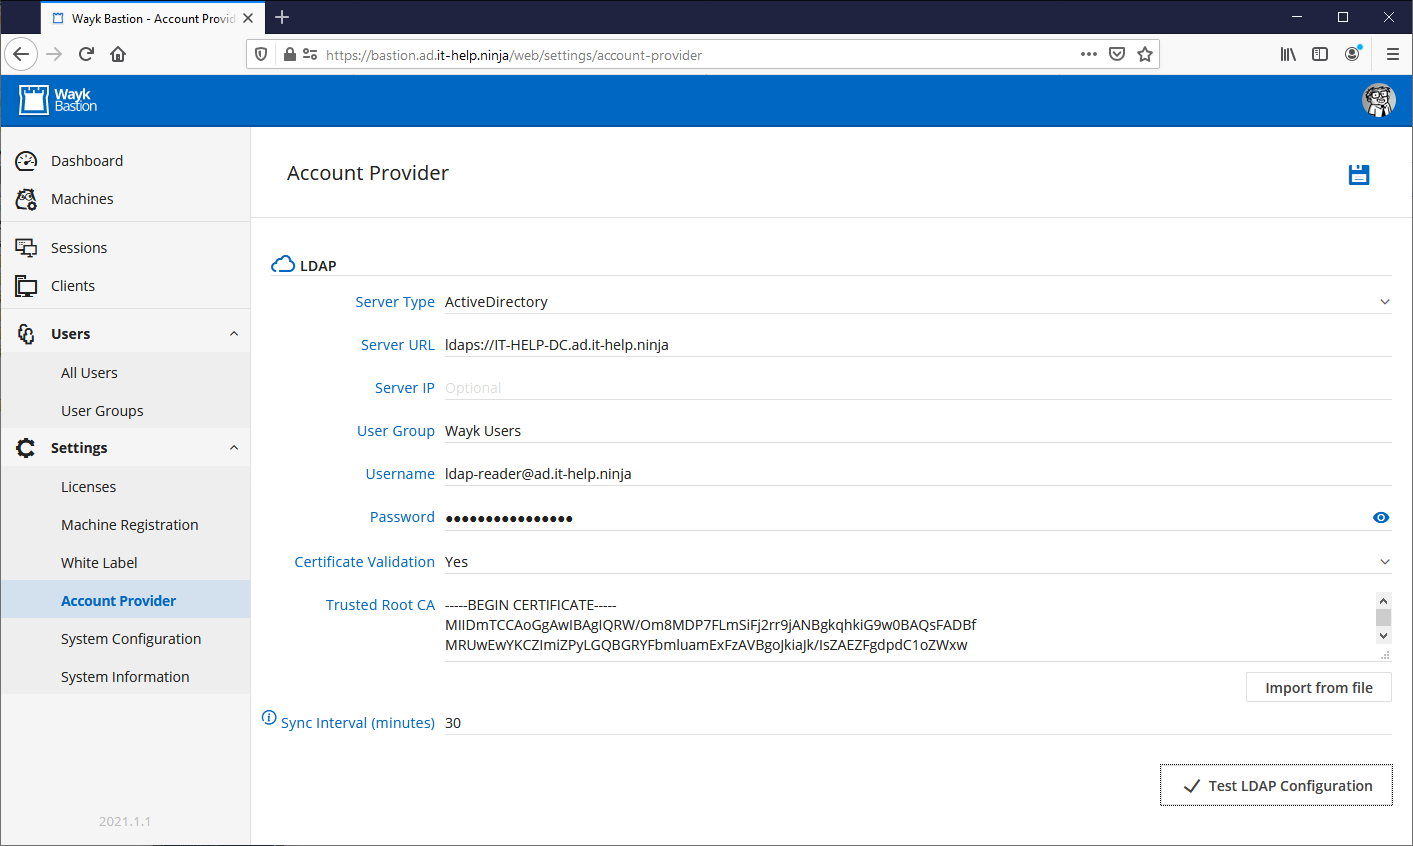 Wayk Bastion - Account Provid
https://bastion.ad.it-help.ninja/web/settings/account-provider
Wayk
Bastion
Dashboard
Machines
Sessions
Clients
Users
All Users
User Groups
Settings
Licenses
Machine Registration
White Label
Account Provider
System Configuration
System Information
2021.1.1
Account Provider
LDAP
Server Type ActiveDirectory
Server URL ldaps://IT-HELP-DC.ad.it-help.ninja
Server IP Optional
User Group Wayk Users
Username ldap-reader@ad.it-help.ninja
Password ●●●●●●●●●●●●●●●●
Certificate Validation Yes
Trusted Root CA -----BEGIN CERTIFICATE-----
MIIDmTCCAoGgAwIBAgIQRW/Om8MDP7FLmSiFj2rr9jANBgkqhkiG9w0BAQsFADBf
MRUwEwYKCZImiZPyLGQBGRYFbmluamExFzAVBgoJkiaJk/IsZAEZFgdpdC1oZWxw
Import from file
Sync Interval (minutes) 30
Test LDAP Configuration